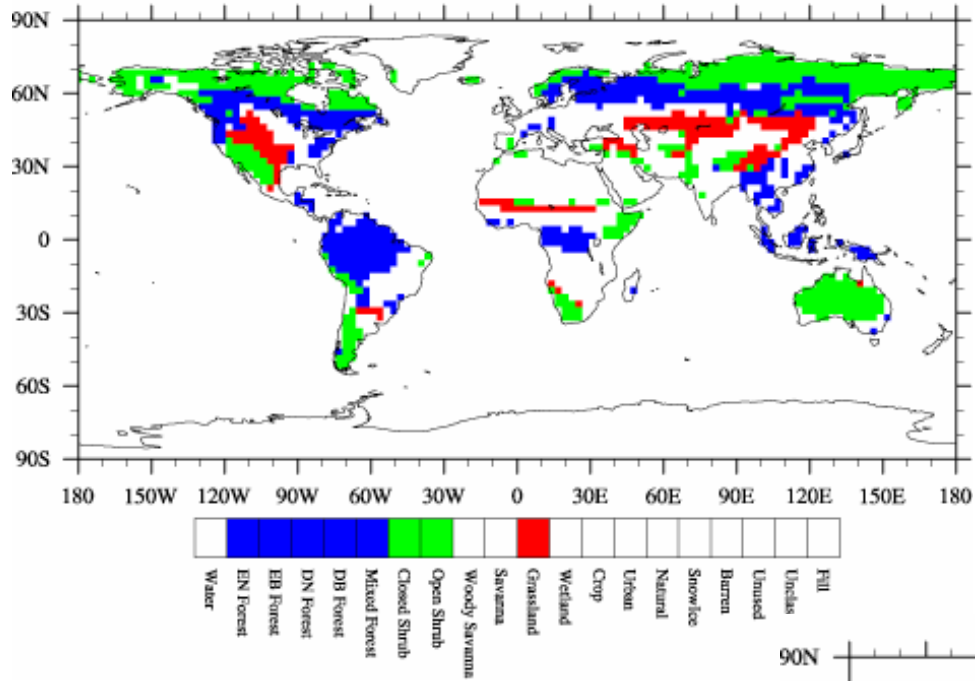 90N
60N
30N
0
30S
60S
90S
180 150W 120W 90W 60W 30W 0 30E 60E 90E 120E 150E 180
Water
EN Forest
EB Forest
DN Forest
DB Forest
Mixed Forest
Closed Shrub
Open Shrub
Woody Savanna
Savanna
Grassland
Wetland
Crop
Urban
Natural
SnowIce
Barren
Unused
Unclas
Fill
90N